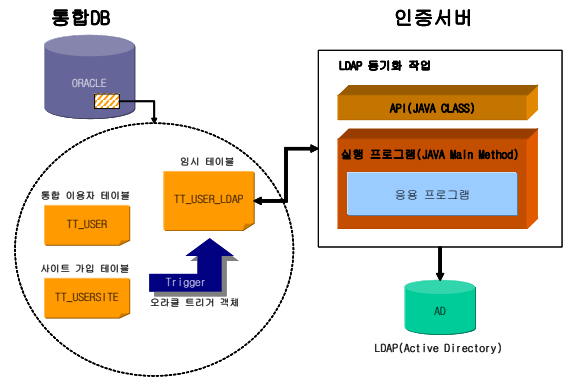 통합DB
인증서버
ORACLE
LDAP 동기화 작업
API(JAVA CLASS)
실행 프로그램(JAVA Main Method)
응용 프로그램
임시 테이블
TT_USER_LDAP
통합 이용자 테이블
TT_USER
사이트 가입 테이블
TT_USERSITE
Trigger
오라클 트리거 객체
AD
LDAP(Active Directory)